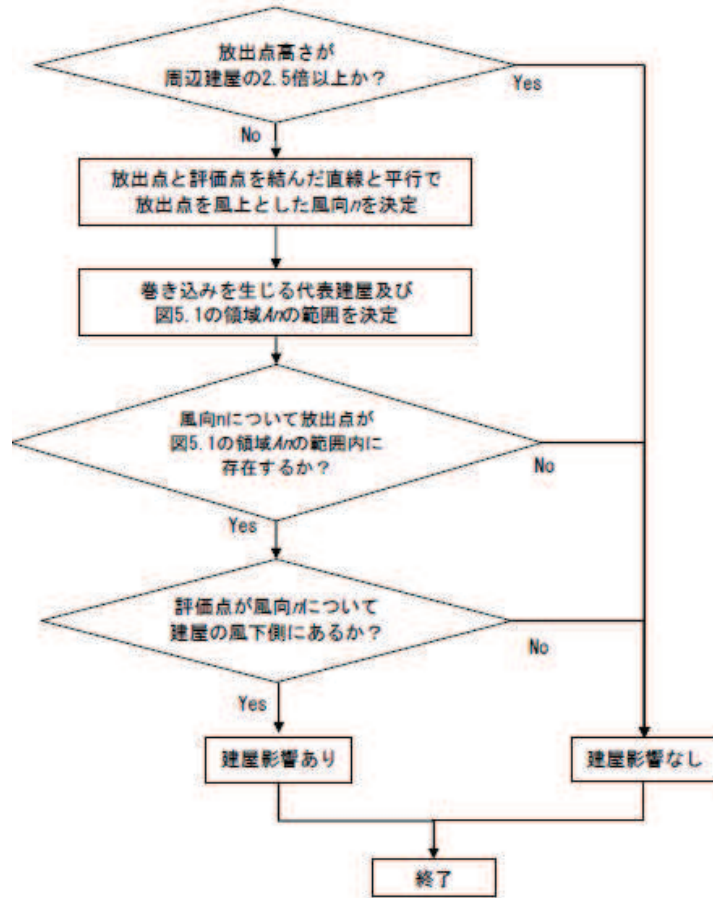 放出点高さが
周辺建屋の2.5倍以上か？
Yes
No
放出点と評価点を結んだ直線と平行で
放出点を風上とした風向nを決定
巻き込みを生じる代表建屋及び
図5.1の領域Anの範囲を決定
風向nについて放出点が
図5.1の領域Anの範囲内に
存在するか？
No
Yes
評価点が風向nについて
建屋の風下側にあるか？
No
Yes
建屋影響あり
建屋影響なし
終了